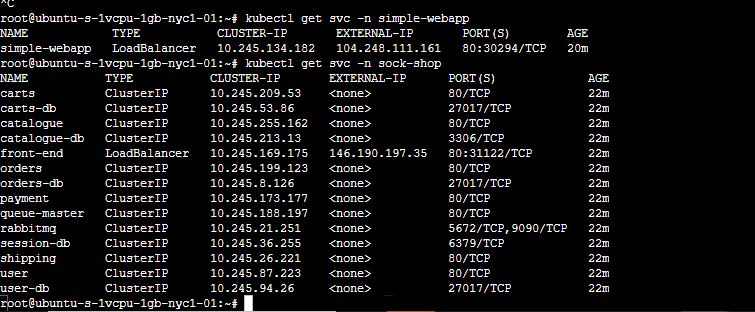 ^C
root@ubuntu-s-1vcpu-1gb-nyc1-01:~# kubectl get svc -n simple-webapp
NAME TYPE CLUSTER-IP EXTERNAL-IP PORT(S) AGE
simple-webapp LoadBalancer 10.245.134.182 104.248.111.161 80:30294/TCP 20m
root@ubuntu-s-1vcpu-1gb-nyc1-01:~# kubectl get svc -n sock-shop
NAME TYPE CLUSTER-IP EXTERNAL-IP PORT(S) AGE
carts ClusterIP 10.245.209.53 <none> 80/TCP 22m
carts-db ClusterIP 10.245.53.86 <none> 27017/TCP 22m
catalogue ClusterIP 10.245.255.162 <none> 80/TCP 22m
catalogue-db ClusterIP 10.245.213.13 <none> 3306/TCP 22m
front-end LoadBalancer 10.245.169.175 146.190.197.35 80:31122/TCP 22m
orders ClusterIP 10.245.199.123 <none> 80/TCP 22m
orders-db ClusterIP 10.245.8.126 <none> 27017/TCP 22m
payment ClusterIP 10.245.173.177 <none> 80/TCP 22m
queue-master ClusterIP 10.245.188.197 <none> 80/TCP 22m
rabbitmq ClusterIP 10.245.21.251 <none> 5672/TCP,9090/TCP 22m
session-db ClusterIP 10.245.36.255 <none> 6379/TCP 22m
shipping ClusterIP 10.245.26.221 <none> 80/TCP 22m
user ClusterIP 10.245.87.223 <none> 80/TCP 22m
user-db ClusterIP 10.245.94.26 <none> 27017/TCP 22m
root@ubuntu-s-1vcpu-1gb-nyc1-01:~#